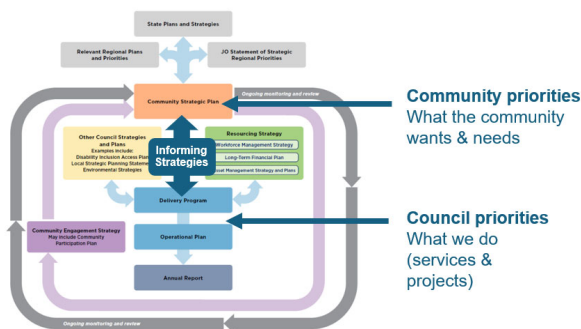 State Plans and Strategies
Relevant Regional Plans
and Priorities
JO Statement of Strategic
Regional Priorities
Community Strategic Plan
Ongoing monitoring and review
Community priorities
What the community
wants & needs
Other Council Strategies
and Plans
Examples include:
Disability Inclusion Access Plan
Local Strategic Planning Statement
Environmental Strategies
Informing
Strategies
Resourcing Strategy
Workforce Management Strategy
Long-Term Financial Plan
Asset Management Strategy and Plans
Delivery Program
Council priorities
What we do
(services &
projects)
Community Engagement Strategy
May include Community
Participation Plan
Operational Plan
Annual Report
Ongoing monitoring and review